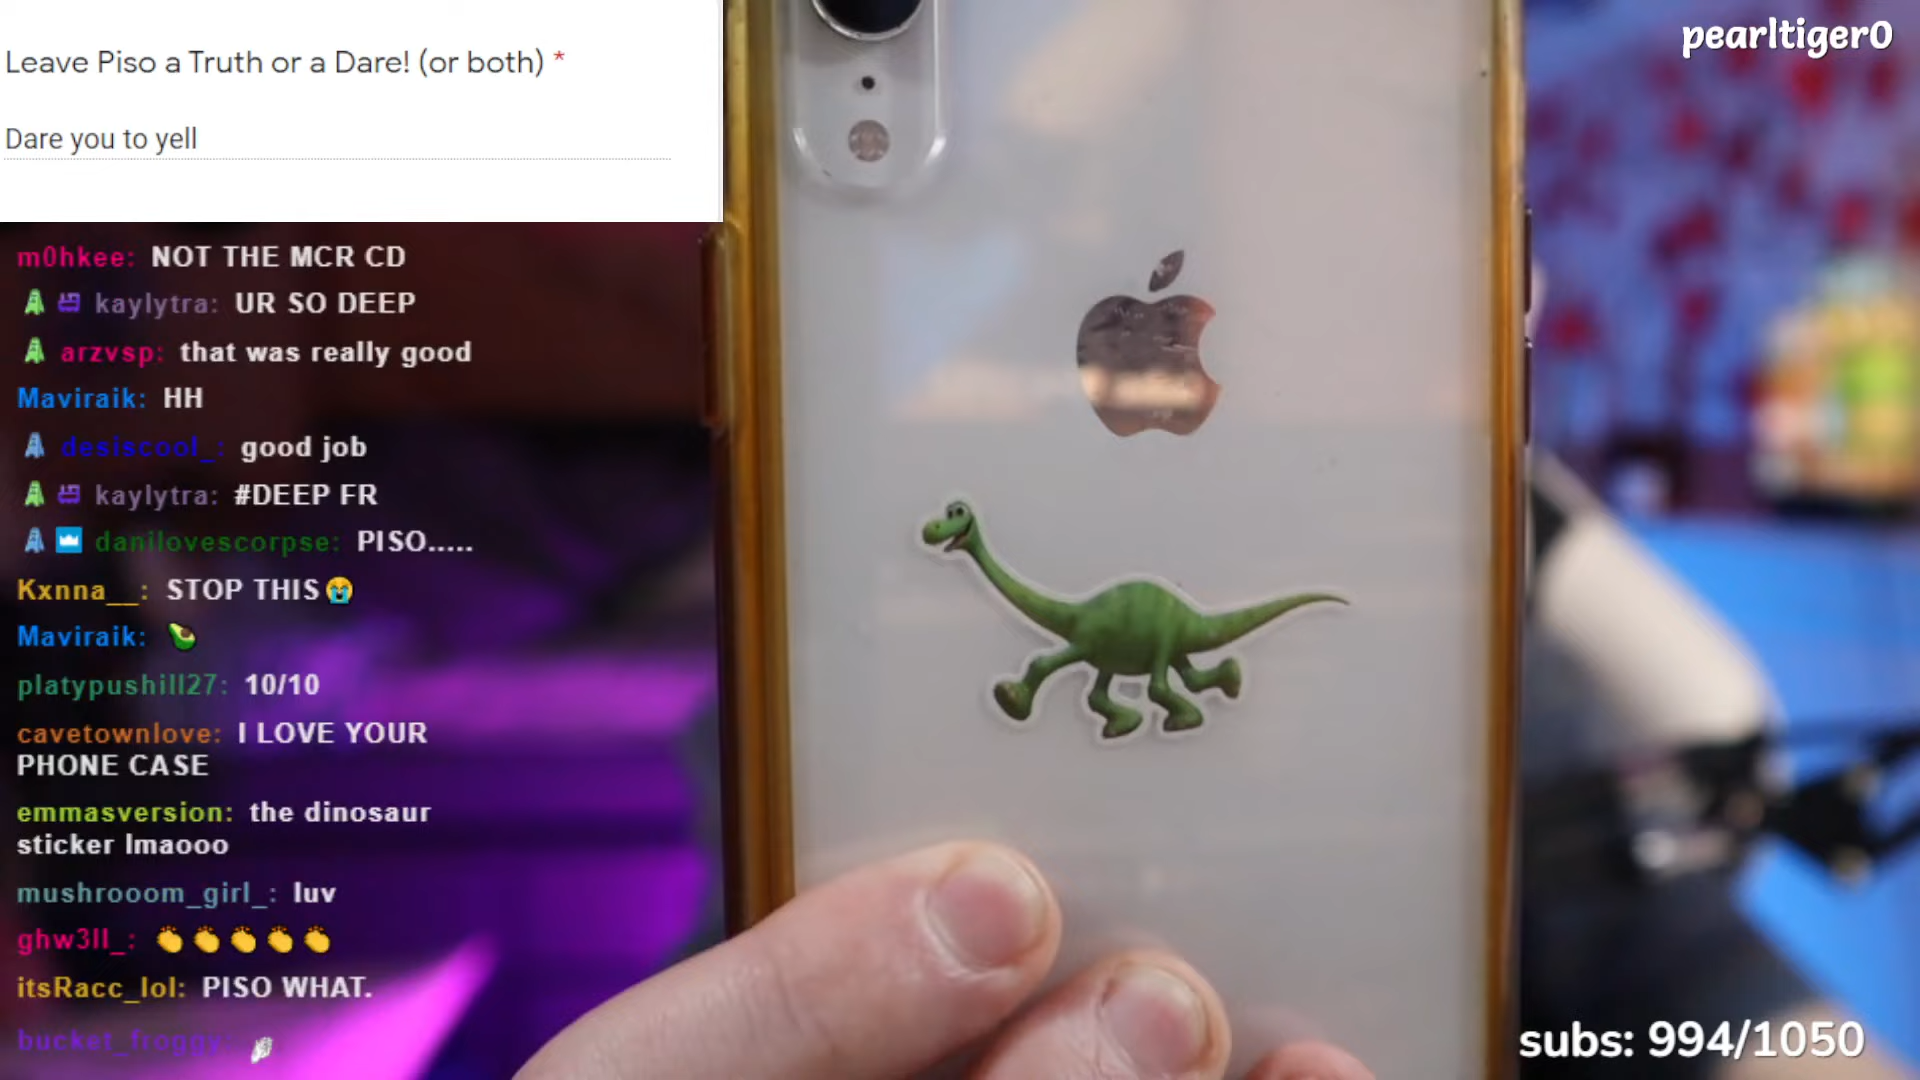 Leave Piso a Truth or a Dare! (or both) *
Dare you to yell
pearltiger0
m0hkee: NOT THE MCR CD
kaylytra: UR SO DEEP
arzvsp: that was really good
Maviraik: HH
desiscool_: good job
kaylytra: #DEEP FR
danilovescorpse: PISO.....
Kxnna__: STOP THIS😭
Maviraik: 🥑
platypushill27: 10/10
cavetownlove: I LOVE YOUR
PHONE CASE
emmasversion: the dinosaur
sticker lmaooo
mushrooom_girl_: luv
ghw3ll_: 👏👏👏👏👏
itsRacc_lol: PISO WHAT.
bucket_froggy:
subs: 994/1050